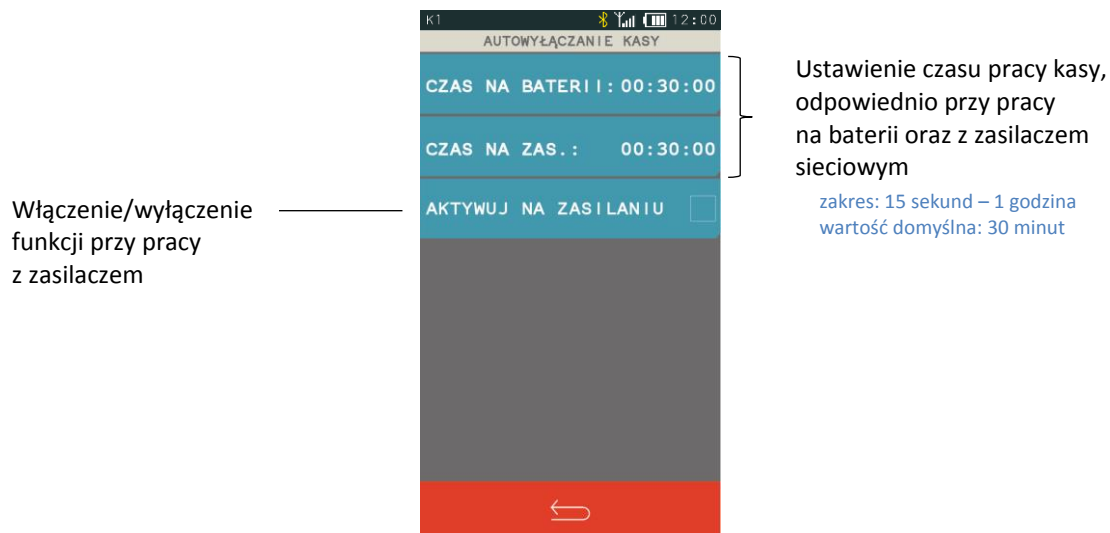 K1 12:00
AUTOWYŁĄCZANIE KASY
CZAS NA BATERII: 00:30:00
CZAS NA ZAS.: 00:30:00
AKTYWUJ NA ZASILANIU
Włączenie/wyłączenie
funkcji przy pracy
z zasilaczem
Ustawienie czasu pracy kasy,
odpowiednio przy pracy
na baterii oraz z zasilaczem
sieciowym
zakres: 15 sekund – 1 godzina
wartość domyślna: 30 minut